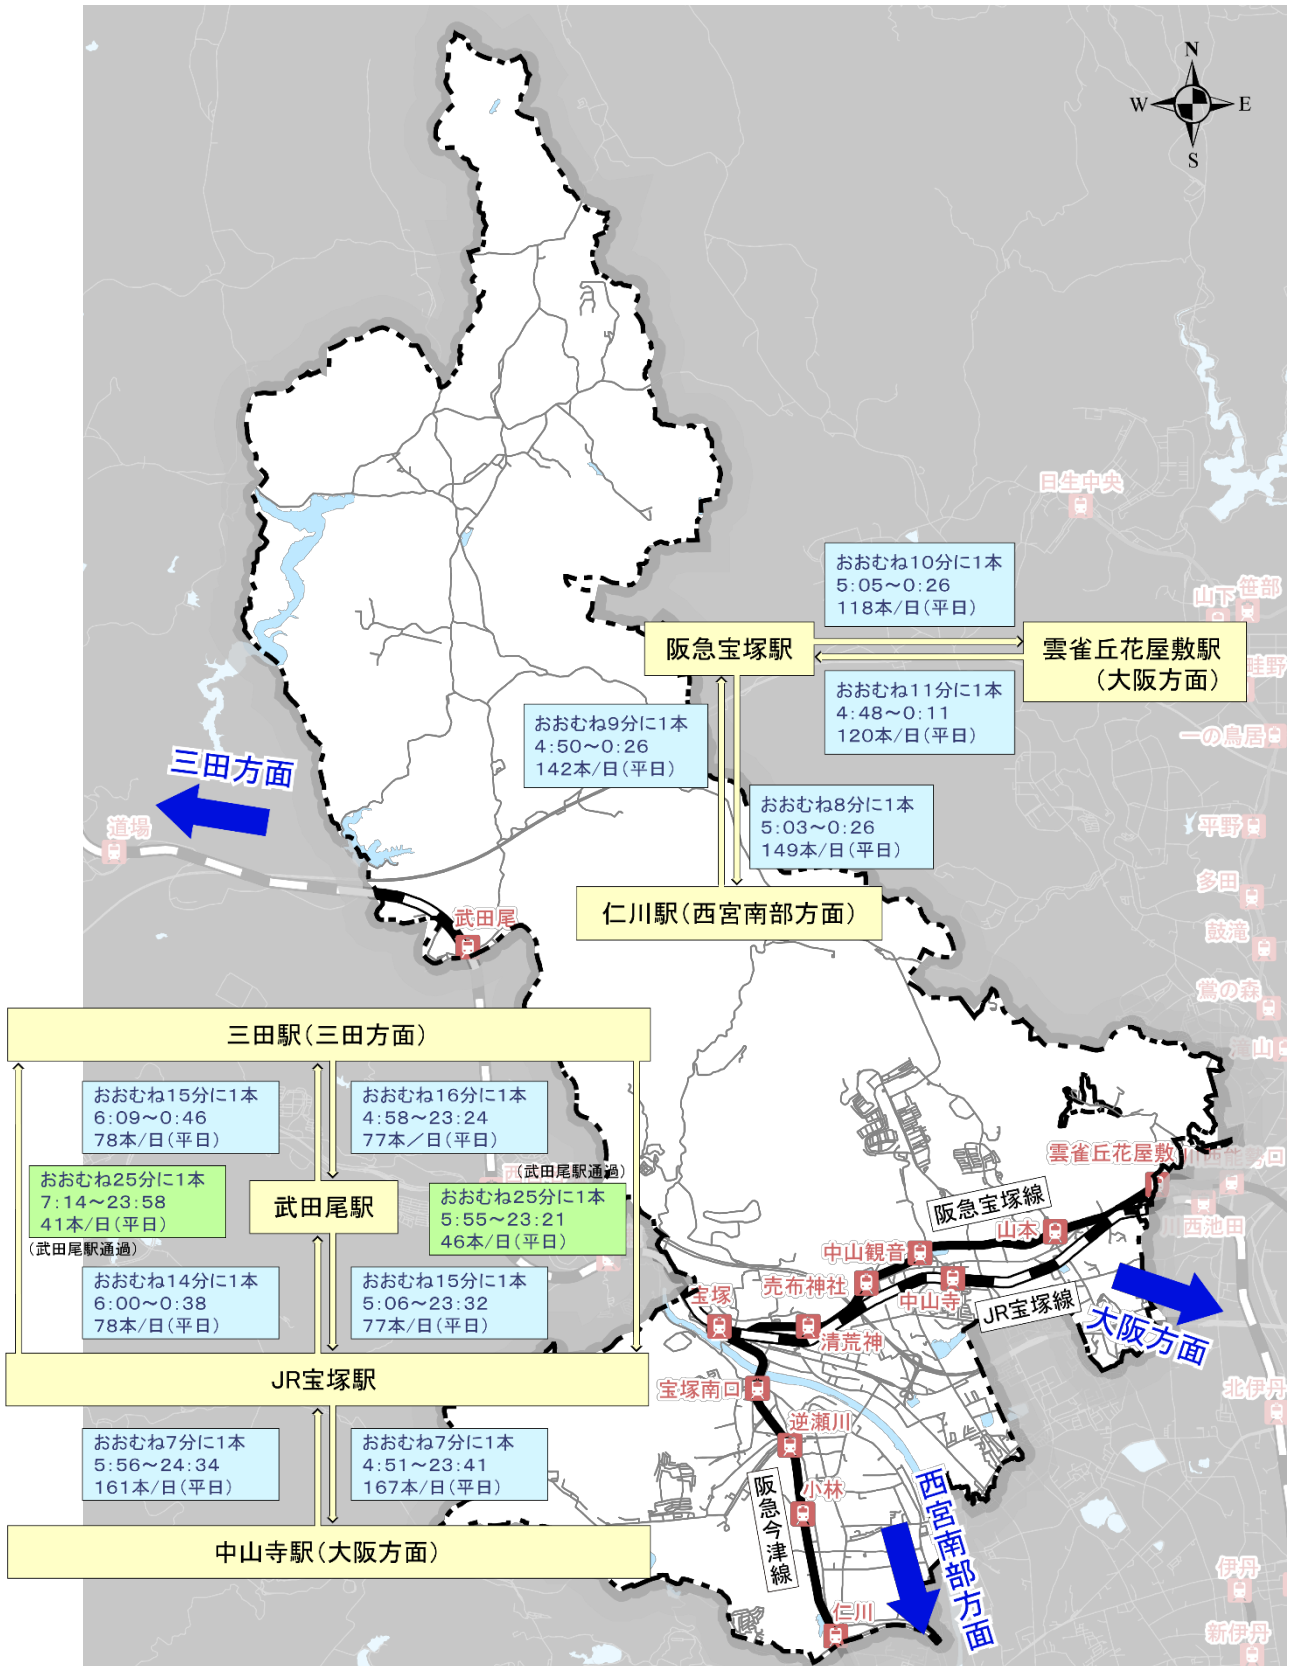 N
W
E
S
日生中央
山下
笹部
畦野
一の鳥居
平野
多田
鼓滝
鶯の森
滝山
おおむね10分に1本
5:05～0:26
118本/日(平日)
阪急宝塚駅
雲雀丘花屋敷駅
(大阪方面)
おおむね11分に1本
4:48～0:11
120本/日(平日)
おおむね9分に1本
4:50～0:26
142本/日(平日)
おおむね8分に1本
5:03～0:26
149本/日(平日)
仁川駅(西宮南部方面)
三田方面
道場
武田尾
三田駅(三田方面)
おおむね15分に1本
6:09～0:46
78本/日(平日)
おおむね16分に1本
4:58～23:24
77本／日(平日)
おおむね25分に1本
7:14～23:58
41本/日(平日)
(武田尾駅通過)
武田尾駅
(武田尾駅通過)
おおむね25分に1本
5:55～23:21
46本/日(平日)
おおむね14分に1本
6:00～0:38
78本/日(平日)
おおむね15分に1本
5:06～23:32
77本/日(平日)
JR宝塚駅
おおむね7分に1本
5:56～24:34
161本/日(平日)
おおむね7分に1本
4:51～23:41
167本/日(平日)
中山寺駅(大阪方面)
雲雀丘花屋敷
川西能勢口
川西池田
阪急宝塚線
山本
中山観音
売布神社
中山寺
JR宝塚線
宝塚
清荒神
大阪方面
宝塚南口
逆瀬川
小林
阪急今津線
西宮南部方面
仁川
北伊丹
伊丹
新伊丹